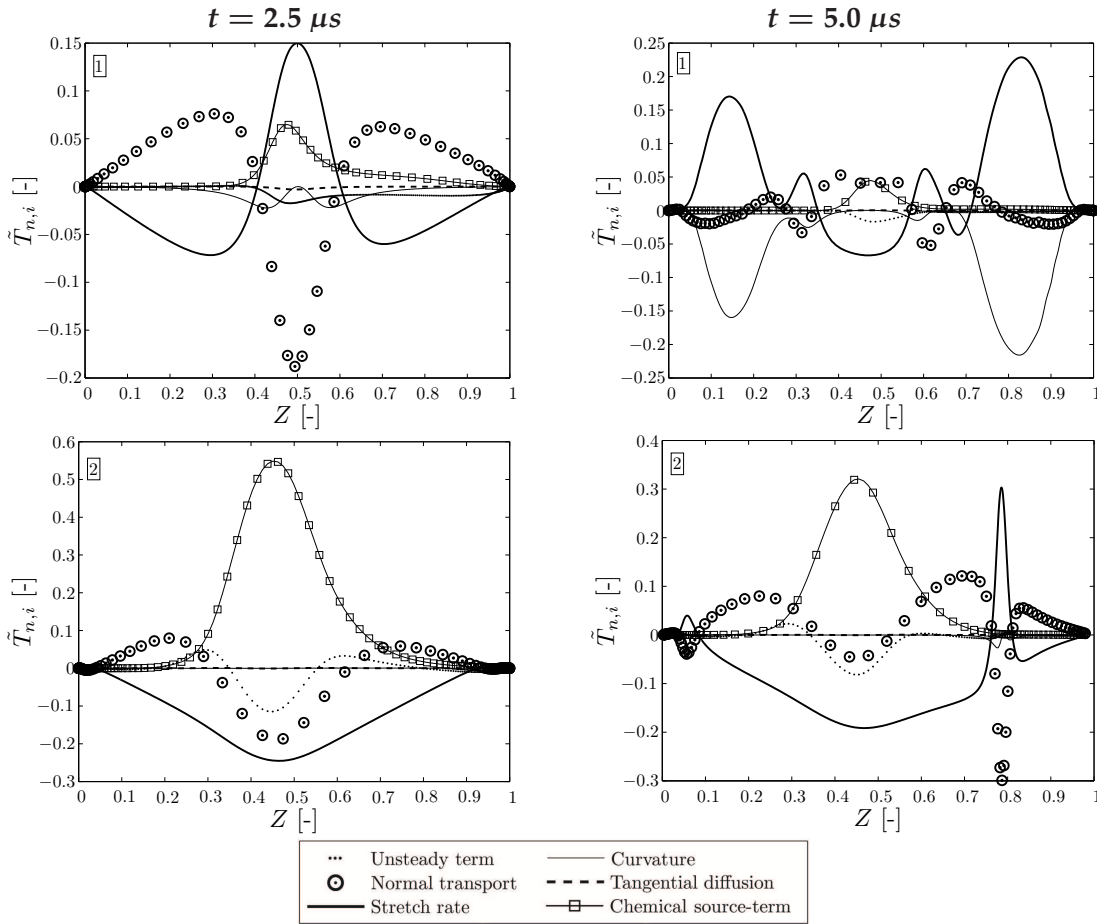 t = 2.5 μs
t = 5.0 μs
1
0.15
0.1
0.05
0
−0.05
−0.1
−0.15
−0.2
T̃n,i [-]
0 0.1 0.2 0.3 0.4 0.5 0.6 0.7 0.8 0.9 1
Z [-]
1
0.25
0.2
0.15
0.1
0.05
0
−0.05
−0.1
−0.15
−0.2
−0.25
T̃n,i [-]
0 0.1 0.2 0.3 0.4 0.5 0.6 0.7 0.8 0.9 1
Z [-]
2
0.6
0.5
0.4
0.3
0.2
0.1
0
−0.1
−0.2
−0.3
T̃n,i [-]
0 0.1 0.2 0.3 0.4 0.5 0.6 0.7 0.8 0.9 1
Z [-]
2
0.4
0.3
0.2
0.1
0
−0.1
−0.2
−0.3
T̃n,i [-]
0 0.1 0.2 0.3 0.4 0.5 0.6 0.7 0.8 0.9 1
Z [-]
Unsteady term
Normal transport
Stretch rate
Curvature
Tangential diffusion
Chemical source-term